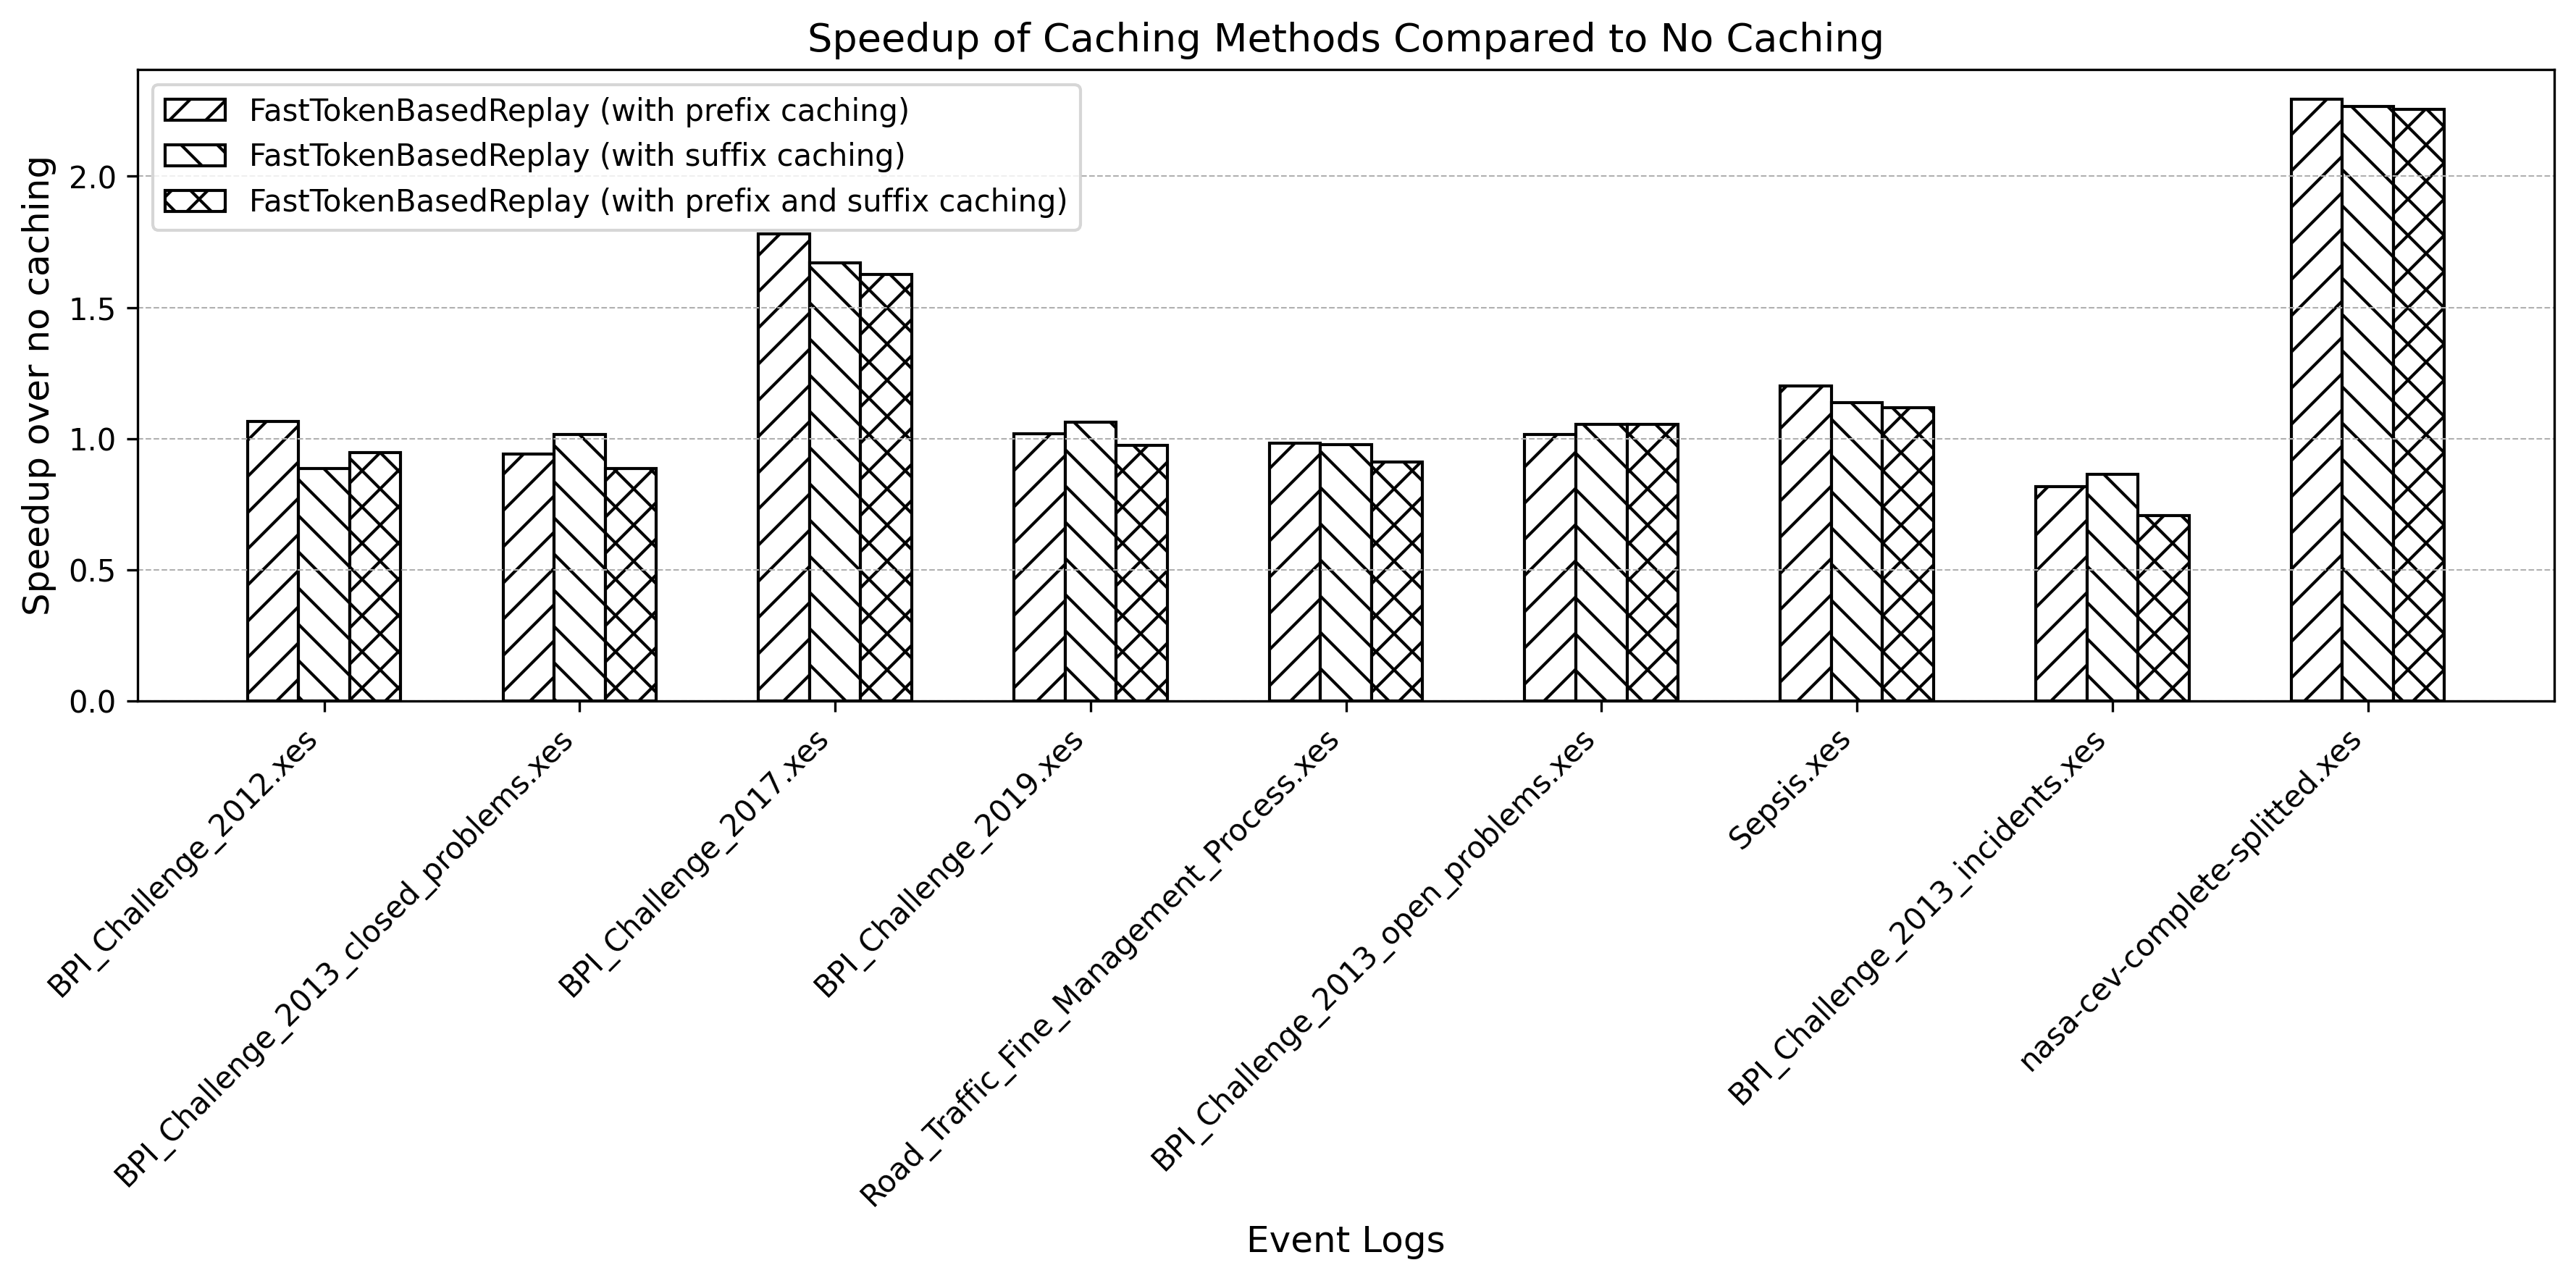 Speedup of Caching Methods Compared to No Caching
FastTokenBasedReplay (with prefix caching)
FastTokenBasedReplay (with suffix caching)
FastTokenBasedReplay (with prefix and suffix caching)
Speedup over no caching
2.0
1.5
1.0
0.5
0.0
BPI_Challenge_2012.xes
BPI_Challenge_2013_closed_problems.xes
BPI_Challenge_2017.xes
BPI_Challenge_2019.xes
Road_Traffic_Fine_Management_Process.xes
BPI_Challenge_2013_open_problems.xes
Sepsis.xes
BPI_Challenge_2013_incidents.xes
nasa-cev-complete-splitted.xes
Event Logs